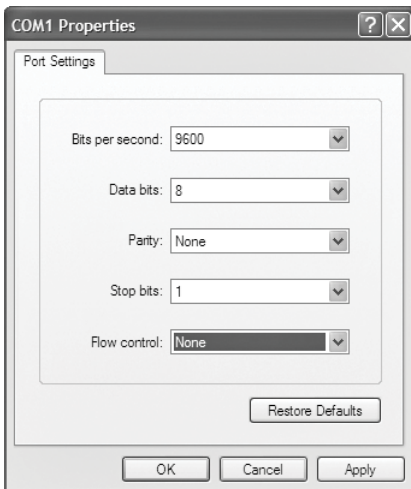 COM1 Properties
Port Settings
Bits per second: 9600
Data bits: 8
Parity: None
Stop bits: 1
Flow control: None
Restore Defaults
OK Cancel Apply